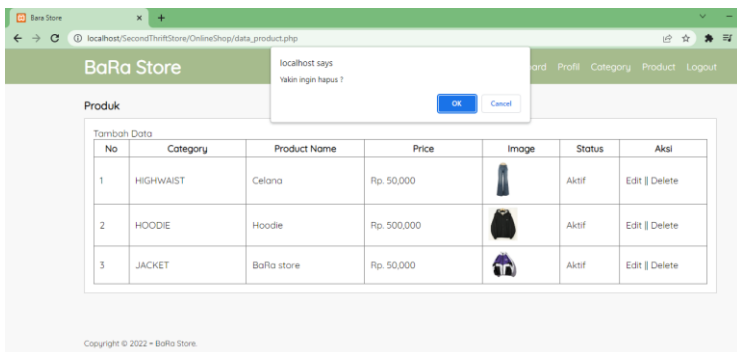 Bara Store
localhost/SecondThriftStore/OnlineShop/data_product.php
BaRa Store
localhost says
Yakin ingin hapus ?
OK Cancel
ard Profil Category Product Logout
Produk
Tambah Data
No Category Product Name Price Image Status Aksi
1 HIGHWAIST Celana Rp. 50,000 Aktif Edit || Delete
2 HOODIE Hoodie Rp. 500,000 Aktif Edit || Delete
3 JACKET BaRa store Rp. 50,000 Aktif Edit || Delete
Copyright © 2022 - BaRa Store.